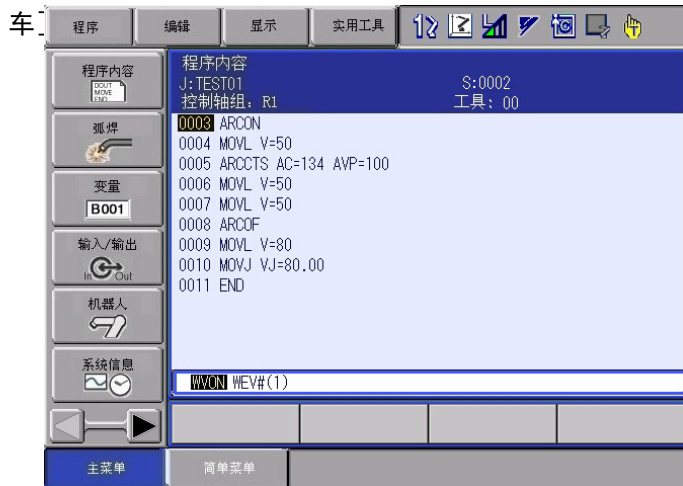 车
程序 编辑 显示 实用工具
程序内容
DOUT
MOVE
END
弧焊
变量
B001
输入/输出
In Out
机器人
系统信息
程序内容
J:TEST01 S:0002
控制轴组: R1 工具: 00
0003 ARCON
0004 MOVL V=50
0005 ARCCTS AC=134 AVP=100
0006 MOVL V=50
0007 MOVL V=50
0008 ARCOF
0009 MOVL V=80
0010 MOVJ VJ=80.00
0011 END
WVON WEV#(1)
主菜单 简单菜单